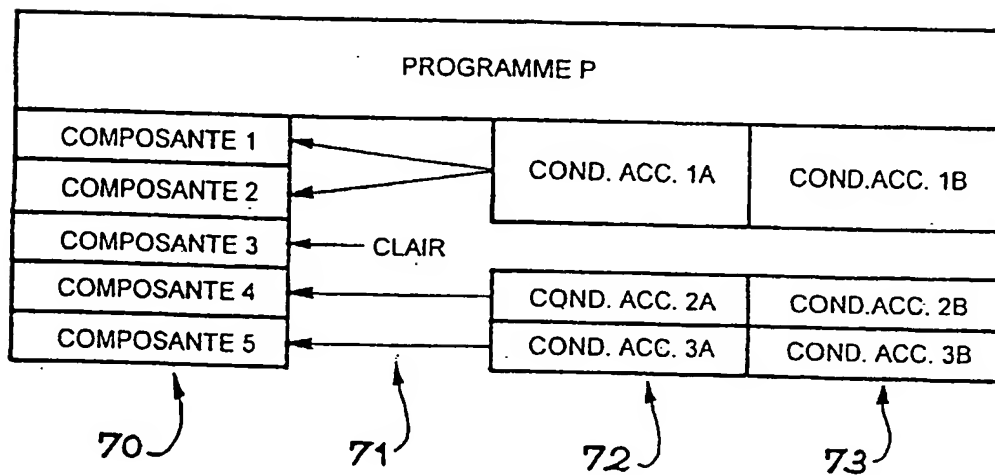 PROGRAMME P
COMPOSANTE 1
COMPOSANTE 2
COMPOSANTE 3
COMPOSANTE 4
COMPOSANTE 5
CLAIR
COND. ACC. 1A
COND.ACC. 1B
COND. ACC. 2A
COND.ACC. 2B
COND. ACC. 3A
COND. ACC. 3B
70
71
72
73